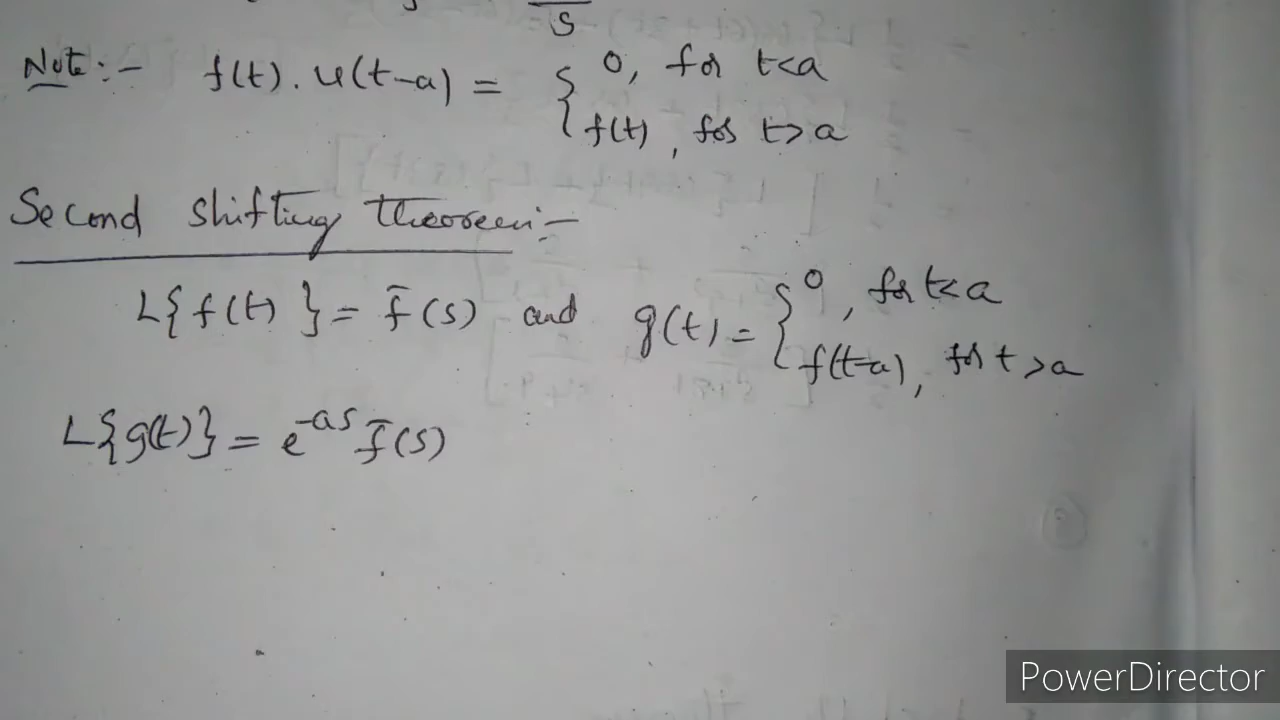 S
Note:- f(t). u(t-a) = { 0, for t<a
f(t), for t>a
Second shifting theorem:-
L{f(t)} = f̄(s) and g(t) = { 0, for t<a
f(t-a), for t>a
L{g(t)} = e^{-as} f̄(s)
PowerDirector